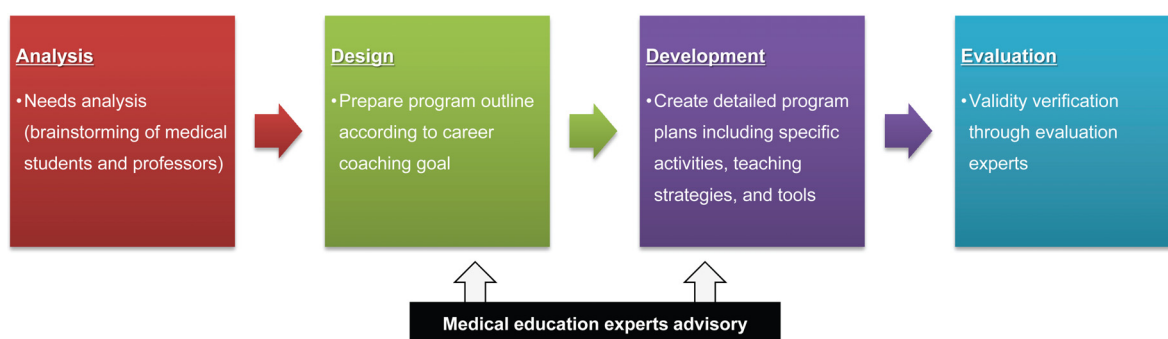 Analysis
•Needs analysis
(brainstorming of medical
students and professors)
Design
•Prepare program outline
according to career
coaching goal
Development
•Create detailed program
plans including specific
activities, teaching
strategies, and tools
Evaluation
•Validity verification
through evaluation
experts
Medical education experts advisory